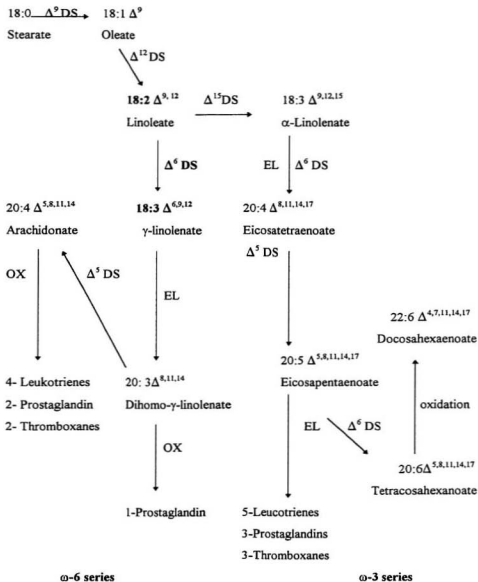 18:0 Δ⁹DS 18:1 Δ⁹
Stearate Oleate
Δ¹²DS
18:2 Δ⁹,¹² Δ¹⁵DS 18:3 Δ⁹,¹²,¹⁵
Linoleate α-Linolenate
Δ⁶ DS EL Δ⁶ DS
20:4 Δ⁵,⁸,¹¹,¹⁴ 18:3 Δ⁶,⁹,¹² 20:4 Δ⁸,¹¹,¹⁴,¹⁷
Arachidonate γ-linolenate Eicosatetraenoate
Δ⁵ DS
OX Δ⁵ DS
EL
22:6 Δ⁴,⁷,¹¹,¹⁴,¹⁷
Docosahexaenoate
20:5 Δ⁵,⁸,¹¹,¹⁴,¹⁷
4- Leukotrienes 20: 3Δ⁸,¹¹,¹⁴ Eicosapentaenoate
2- Prostaglandin Dihomo-γ-linolenate oxidation
2- Thromboxanes
EL Δ⁶ DS
OX
20:6Δ⁵,⁸,¹¹,¹⁴,¹⁷
Tetracosahexanoate
1-Prostaglandin 5-Leucotrienes
3-Prostaglandins
3-Thromboxanes
ω-6 series ω-3 series